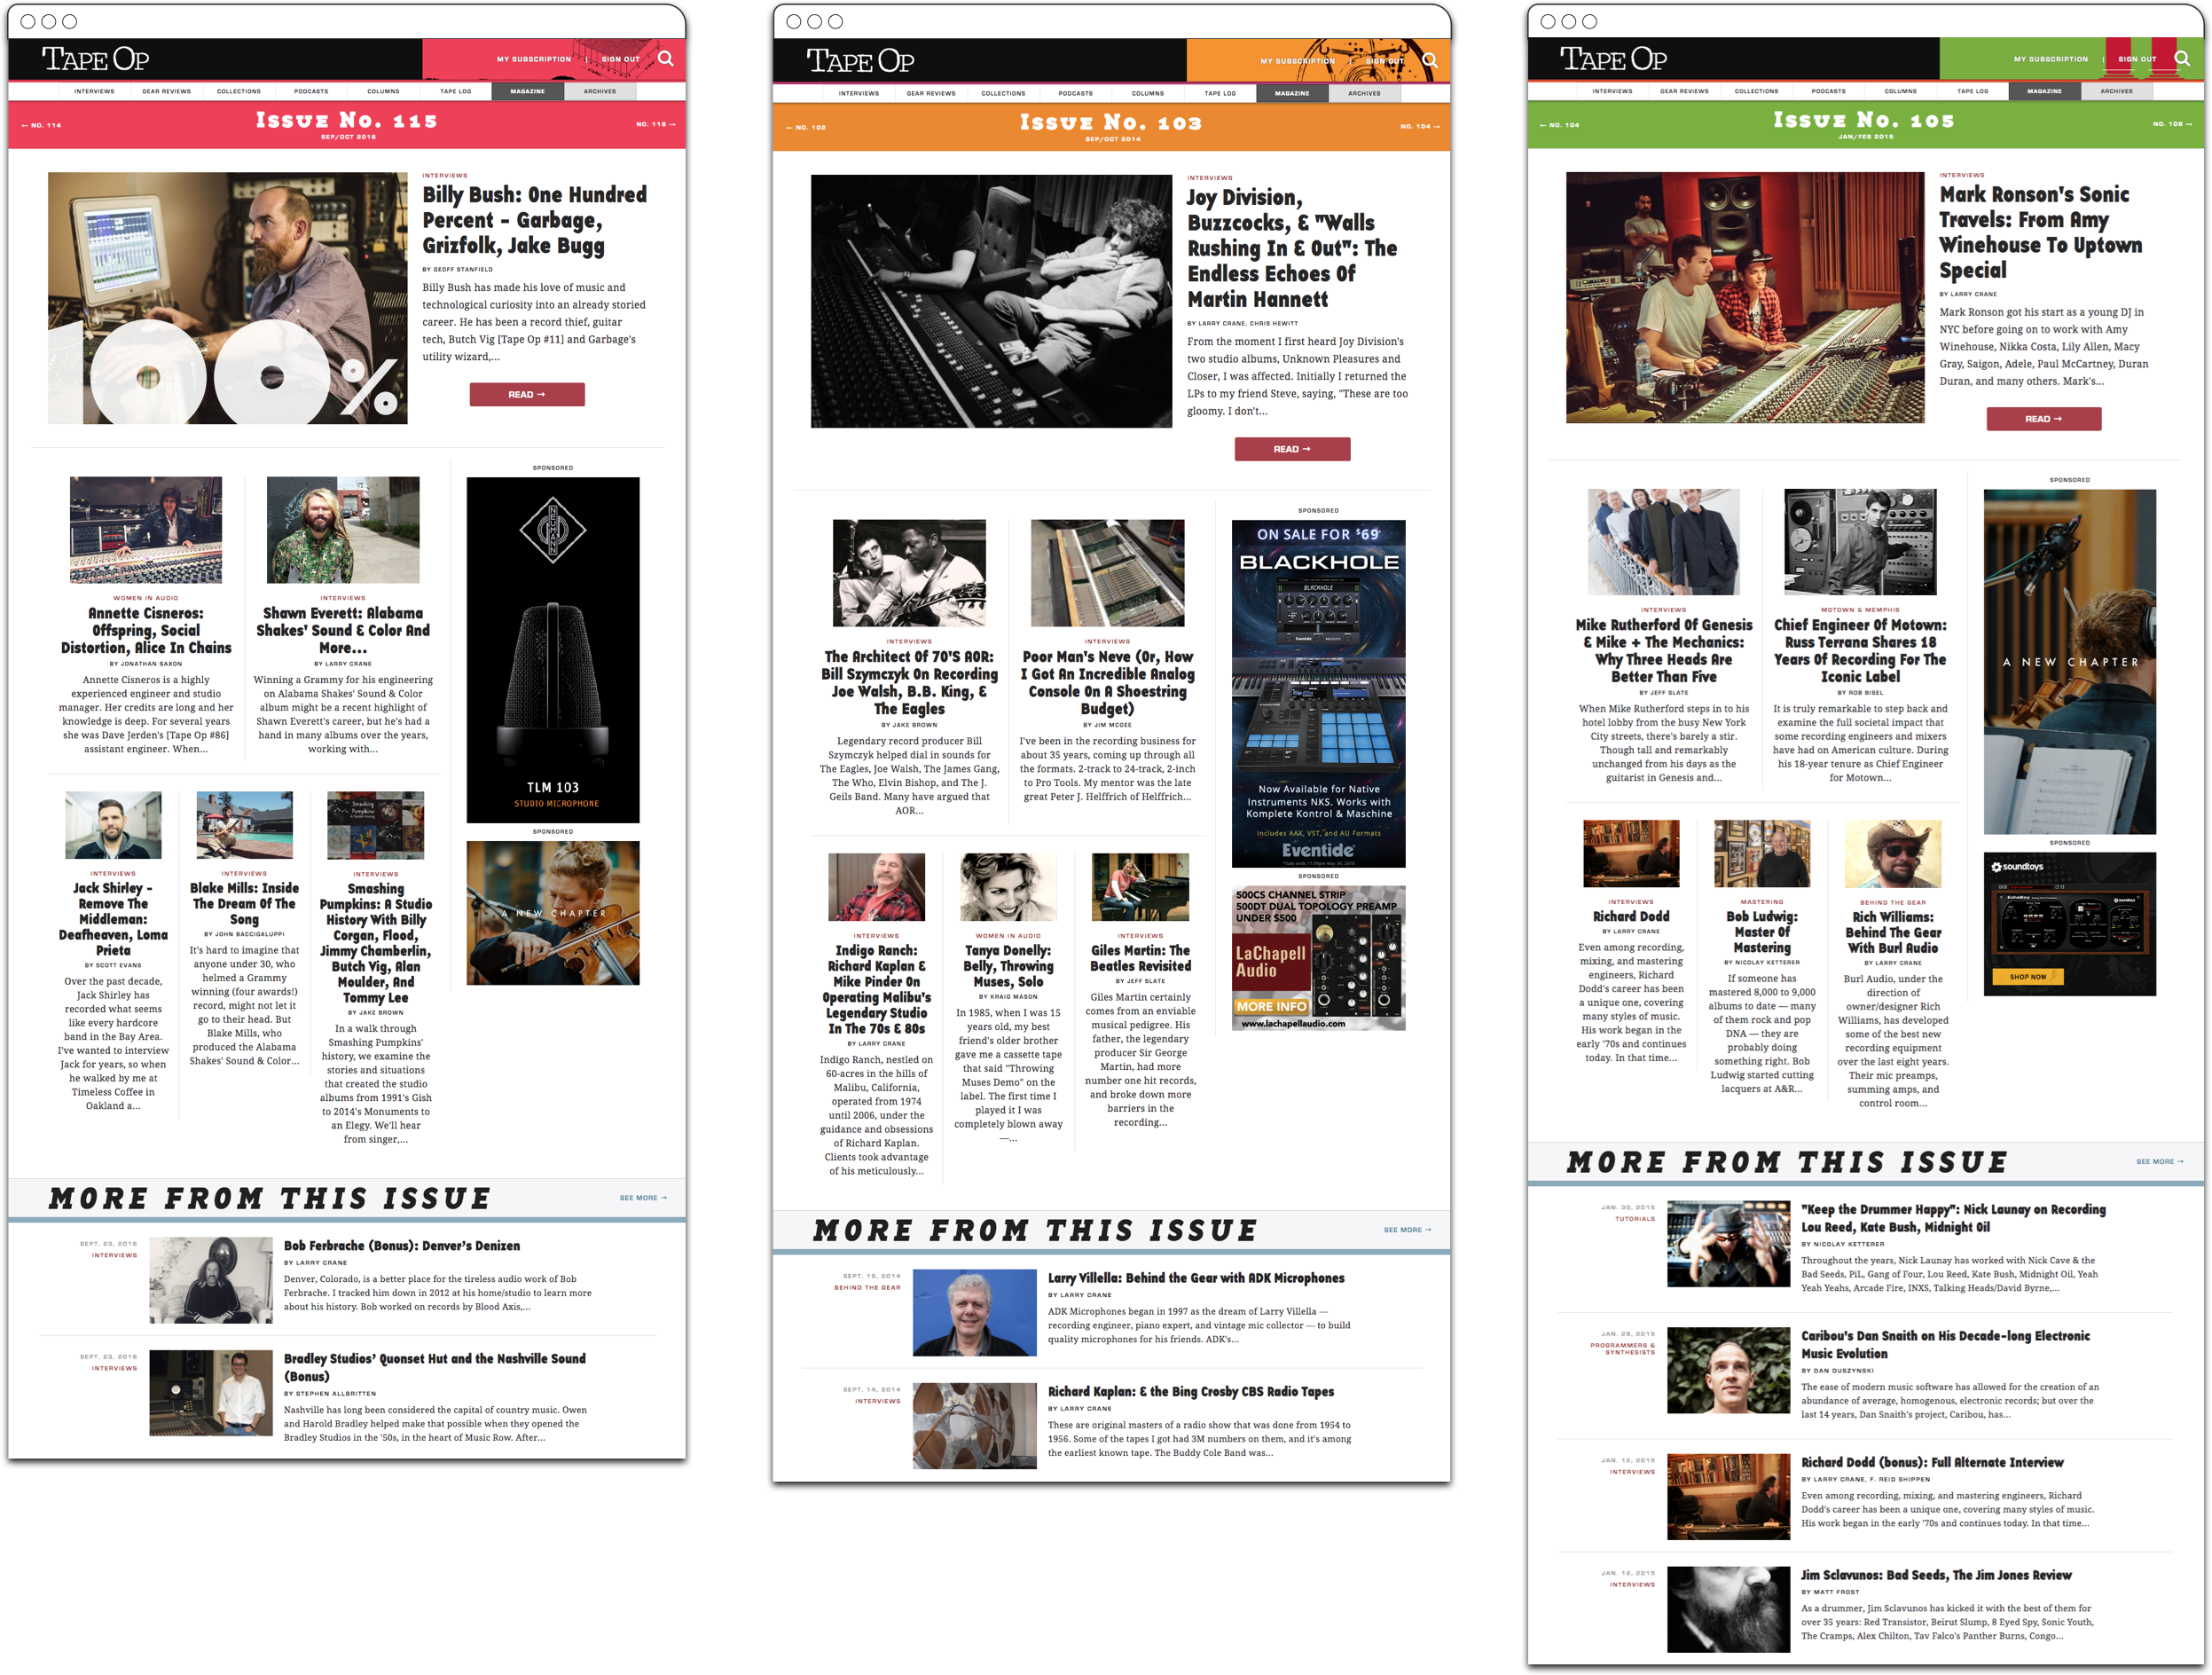 TAPE OP
MY SUBSCRIPTION | SIGN OUT
INTERVIEWS GEAR REVIEWS COLLECTIONS PODCASTS COLUMNS TAPE LOG MAGAZINE ARCHIVES
← NO. 114
ISSUE NO. 115
SEP/OCT 2016
NO. 116 →
100%
INTERVIEWS
Billy Bush: One Hundred
Percent - Garbage,
Grizfolk, Jake Bugg
BY GEOFF STANFIELD
Billy Bush has made his love of music and
technological curiosity into an already storied
career. He has been a record thief, guitar
tech, Butch Vig [Tape Op #11] and Garbage's
utility wizard,...
READ →
WOMEN IN AUDIO
Annette Cisneros:
Offspring, Social
Distortion, Alice In Chains
BY JONATHAN SAXON
Annette Cisneros is a highly
experienced engineer and studio
manager. Her credits are long and her
knowledge is deep. For several years
she was Dave Jerden's [Tape Op #86]
assistant engineer. When...
INTERVIEWS
Shawn Everett: Alabama
Shakes' Sound & Color And
More...
BY LARRY CRANE
Winning a Grammy for his engineering
on Alabama Shakes' Sound & Color
album might be a recent highlight of
Shawn Everett's career, but he's had a
hand in many albums over the years,
working with...
SPONSORED
NEUMANN
TLM 103
STUDIO MICROPHONE
SPONSORED
A NEW CHAPTER
INTERVIEWS
Jack Shirley -
Remove The
Middleman:
Deafheaven, Loma
Prieta
BY SCOTT EVANS
Over the past decade,
Jack Shirley has
recorded what seems
like every hardcore
band in the Bay Area.
I've wanted to interview
Jack for years, so when
he walked by me at
Timeless Coffee in
Oakland a...
INTERVIEWS
Blake Mills: Inside
The Dream Of The
Song
BY JOHN BACCIGALUPPI
It's hard to imagine that
anyone under 30, who
helmed a Grammy
winning (four awards!)
record, might not let it
go to their head. But
Blake Mills, who
produced the Alabama
Shakes' Sound & Color...
Smashing
Pumpkins
INTERVIEWS
Smashing
Pumpkins: A Studio
History With Billy
Corgan, Flood,
Jimmy Chamberlin,
Butch Vig, Alan
Moulder, And
Tommy Lee
BY JAKE BROWN
In a walk through
Smashing Pumpkins'
history, we examine the
stories and situations
that created the studio
albums from 1991's Gish
to 2014's Monuments to
an Elegy. We'll hear
from singer,...
MORE FROM THIS ISSUE
SEE MORE →
SEPT. 23, 2016
INTERVIEWS
Bob Ferbrache (Bonus): Denver's Denizen
BY LARRY CRANE
Denver, Colorado, is a better place for the tireless audio work of Bob
Ferbrache. I tracked him down in 2012 at his home/studio to learn more
about his history. Bob worked on records by Blood Axis,...
SEPT. 23, 2016
INTERVIEWS
Bradley Studios' Quonset Hut and the Nashville Sound
(Bonus)
BY STEPHEN ALLBRITTEN
Nashville has long been considered the capital of country music. Owen
and Harold Bradley helped make that possible when they opened the
Bradley Studios in the '50s, in the heart of Music Row. After...
TAPE OP
MY SUBSCRIPTION | SIGN OUT
INTERVIEWS GEAR REVIEWS COLLECTIONS PODCASTS COLUMNS TAPE LOG MAGAZINE ARCHIVES
← NO. 102
ISSUE NO. 103
SEP/OCT 2014
NO. 104 →
INTERVIEWS
Joy Division,
Buzzcocks, & "Walls
Rushing In & Out": The
Endless Echoes Of
Martin Hannett
BY LARRY CRANE, CHRIS HEWITT
From the moment I first heard Joy Division's
two studio albums, Unknown Pleasures and
Closer, I was affected. Initially I returned the
LPs to my friend Steve, saying, "These are too
gloomy. I don't...
READ →
INTERVIEWS
The Architect Of 70'S AOR:
Bill Szymczyk On Recording
Joe Walsh, B.B. King, &
The Eagles
BY JAKE BROWN
Legendary record producer Bill
Szymczyk helped dial in sounds for
The Eagles, Joe Walsh, The James Gang,
The Who, Elvin Bishop, and The J.
Geils Band. Many have argued that
AOR...
INTERVIEWS
Poor Man's Neve (Or, How
I Got An Incredible Analog
Console On A Shoestring
Budget)
BY JIM MCGEE
I've been in the recording business for
about 35 years, coming up through all
the formats. 2-track to 24-track, 2-inch
to Pro Tools. My mentor was the late
great Peter J. Helffrich of Helffrich...
SPONSORED
ON SALE FOR $69
BLACKHOLE
BLACKHOLE
Eventide
Now Available for Native
Instruments NKS. Works with
Komplete Kontrol & Maschine
Includes AAX, VST, and AU Formats
Eventide
SPONSORED
500CS CHANNEL STRIP
500DT DUAL TOPOLOGY PREAMP
UNDER $500
LaChapell
Audio
MORE INFO
www.lachapellaudio.com
INTERVIEWS
Indigo Ranch:
Richard Kaplan &
Mike Pinder On
Operating Malibu's
Legendary Studio
In The 70s & 80s
BY LARRY CRANE
Indigo Ranch, nestled on
60-acres in the hills of
Malibu, California,
operated from 1974
until 2006, under the
guidance and obsessions
of Richard Kaplan.
Clients took advantage
of his meticulously...
WOMEN IN AUDIO
Tanya Donelly:
Belly, Throwing
Muses, Solo
BY KRAIG MASON
In 1985, when I was 15
years old, my best
friend's older brother
gave me a cassette tape
that said "Throwing
Muses Demo" on the
label. The first time I
played it I was
completely blown away
—...
INTERVIEWS
Giles Martin: The
Beatles Revisited
BY JEFF SLATE
Giles Martin certainly
comes from an enviable
musical pedigree. His
father, the legendary
producer Sir George
Martin, had more
number one hit records,
and broke down more
barriers in the
recording...
MORE FROM THIS ISSUE
SEE MORE →
SEPT. 15, 2014
BEHIND THE GEAR
Larry Villella: Behind the Gear with ADK Microphones
BY LARRY CRANE
ADK Microphones began in 1997 as the dream of Larry Villella —
recording engineer, piano expert, and vintage mic collector — to build
quality microphones for his friends. ADK's...
SEPT. 14, 2014
INTERVIEWS
Richard Kaplan: & the Bing Crosby CBS Radio Tapes
BY LARRY CRANE
These are original masters of a radio show that was done from 1954 to
1956. Some of the tapes I got had 3M numbers on them, and it's among
the earliest known tape. The Buddy Cole Band was...
TAPE OP
MY SUBSCRIPTION | SIGN OUT
INTERVIEWS GEAR REVIEWS COLLECTIONS PODCASTS COLUMNS TAPE LOG MAGAZINE ARCHIVES
← NO. 104
ISSUE NO. 105
JAN/FEB 2015
NO. 106 →
INTERVIEWS
Mark Ronson's Sonic
Travels: From Amy
Winehouse To Uptown
Special
BY LARRY CRANE
Mark Ronson got his start as a young DJ in
NYC before going on to work with Amy
Winehouse, Nikka Costa, Lily Allen, Macy
Gray, Saigon, Adele, Paul McCartney, Duran
Duran, and many others. Mark's...
READ →
INTERVIEWS
Mike Rutherford Of Genesis
& Mike + The Mechanics:
Why Three Heads Are
Better Than Five
BY JEFF SLATE
When Mike Rutherford steps in to his
hotel lobby from the busy New York
City streets, there's barely a stir.
Though tall and remarkably
unchanged from his days as the
guitarist in Genesis and...
MOTOWN & MEMPHIS
Chief Engineer Of Motown:
Russ Terrana Shares 18
Years Of Recording For The
Iconic Label
BY ROB BISEL
It is truly remarkable to step back and
examine the full societal impact that
some recording engineers and mixers
have had on American culture. During
his 18-year tenure as Chief Engineer
for Motown...
SPONSORED
A NEW CHAPTER
SPONSORED
soundtoys
EchoBoy
SHOP NOW
INTERVIEWS
Richard Dodd
BY LARRY CRANE
Even among recording,
mixing, and mastering
engineers, Richard
Dodd's career has been
a unique one, covering
many styles of music.
His work began in the
early '70s and continues
today. In that time...
MASTERING
Bob Ludwig:
Master Of
Mastering
BY NICOLAY KETTERER
If someone has
mastered 8,000 to 9,000
albums to date — many
of them rock and pop
DNA — they are
probably doing
something right. Bob
Ludwig started cutting
lacquers at A&R...
BEHIND THE GEAR
Rich Williams:
Behind The Gear
With Burl Audio
BY LARRY CRANE
Burl Audio, under the
direction of
owner/designer Rich
Williams, has developed
some of the best new
recording equipment
over the last eight years.
Their mic preamps,
summing amps, and
control room...
MORE FROM THIS ISSUE
SEE MORE →
JAN. 30, 2015
TUTORIALS
"Keep the Drummer Happy": Nick Launay on Recording
Lou Reed, Kate Bush, Midnight Oil
BY NICOLAY KETTERER
Throughout the years, Nick Launay has worked with Nick Cave & the
Bad Seeds, PiL, Gang of Four, Lou Reed, Kate Bush, Midnight Oil, Yeah
Yeah Yeahs, Arcade Fire, INXS, Talking Heads/David Byrne,...
JAN. 28, 2015
PROGRAMMERS &
SYNTHESISTS
Caribou's Dan Snaith on His Decade-long Electronic
Music Evolution
BY DAN DUSZYNSKI
The ease of modern music software has allowed for the creation of an
abundance of average, homogenous, electronic records; but over the
last 14 years, Dan Snaith's project, Caribou, has...
JAN. 12, 2015
INTERVIEWS
Richard Dodd (bonus): Full Alternate Interview
BY LARRY CRANE, F. REID SHIPPEN
Even among recording, mixing, and mastering engineers, Richard
Dodd's career has been a unique one, covering many styles of music.
His work began in the early '70s and continues today. In that time...
JAN. 12, 2015
INTERVIEWS
Jim Sclavunos: Bad Seeds, The Jim Jones Review
BY MATT FROST
As a drummer, Jim Sclavunos has kicked it with the best of them for
over 35 years: Red Transistor, Beirut Slump, 8 Eyed Spy, Sonic Youth,
The Cramps, Alex Chilton, Tav Falco's Panther Burns, Congo...